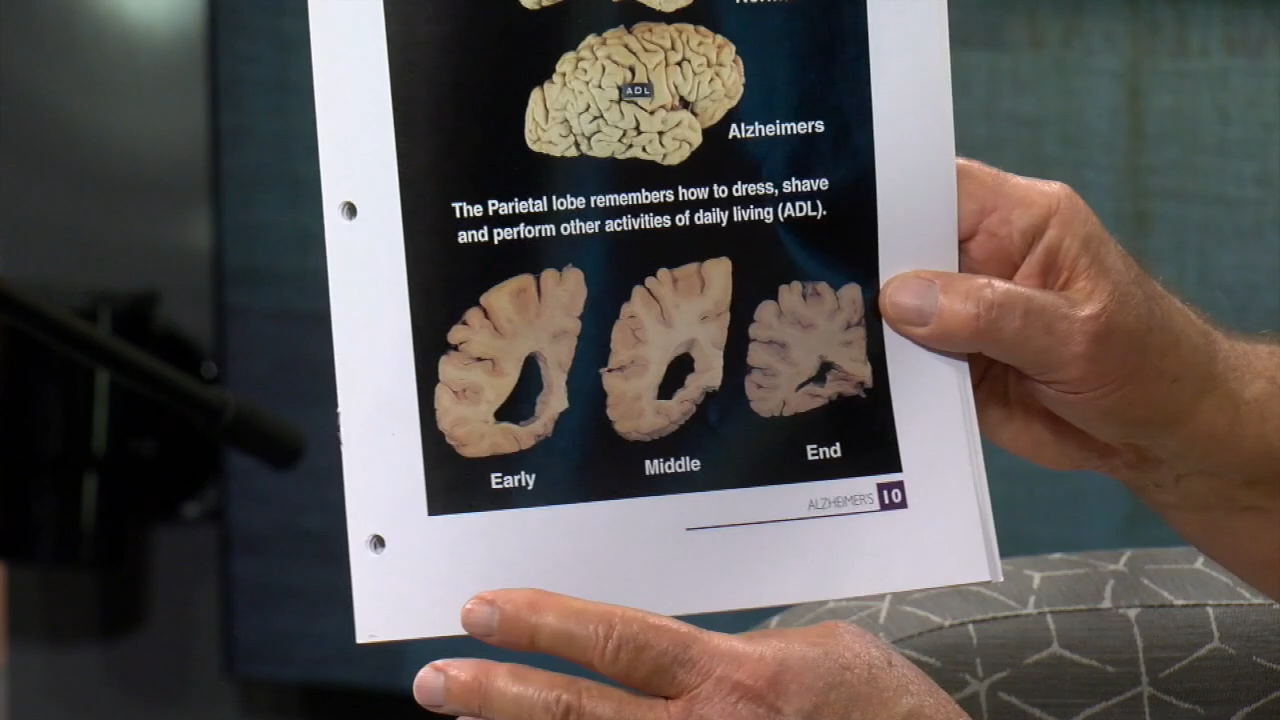 ADL
Alzheimers
The Parietal lobe remembers how to dress, shave
and perform other activities of daily living (ADL).
Early
Middle
End
ALZHEIMER'S 10